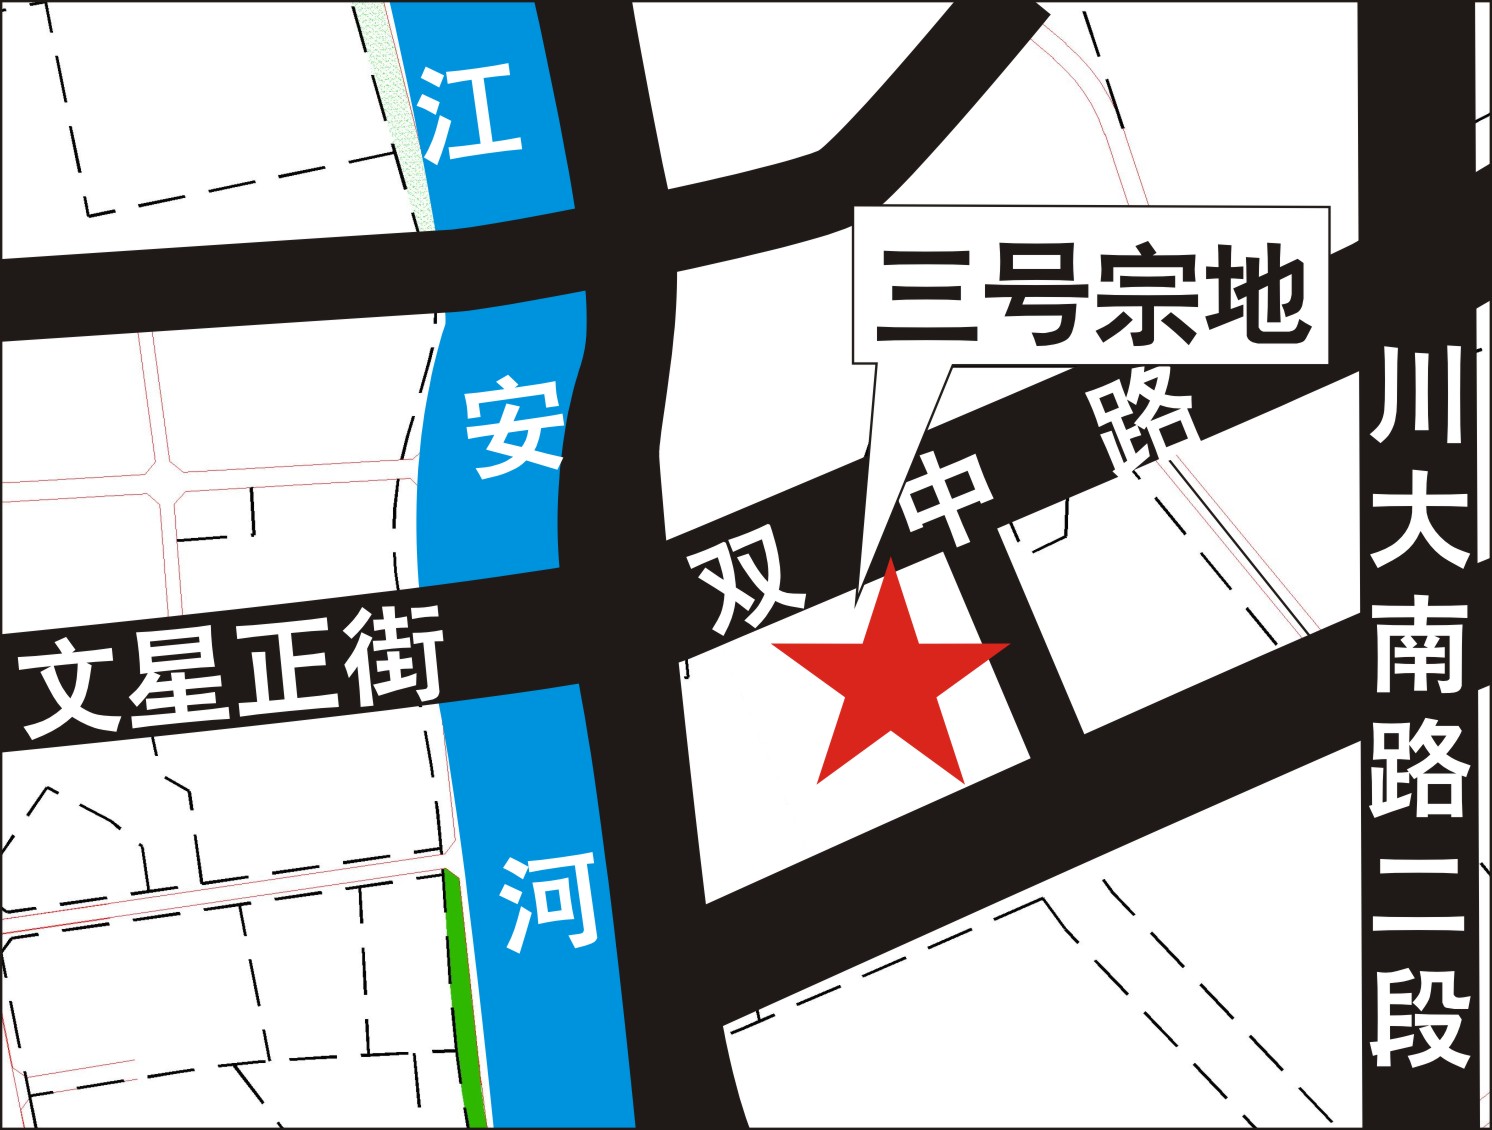 江安河
三号宗地
双中路
文星正街
川大南路二段